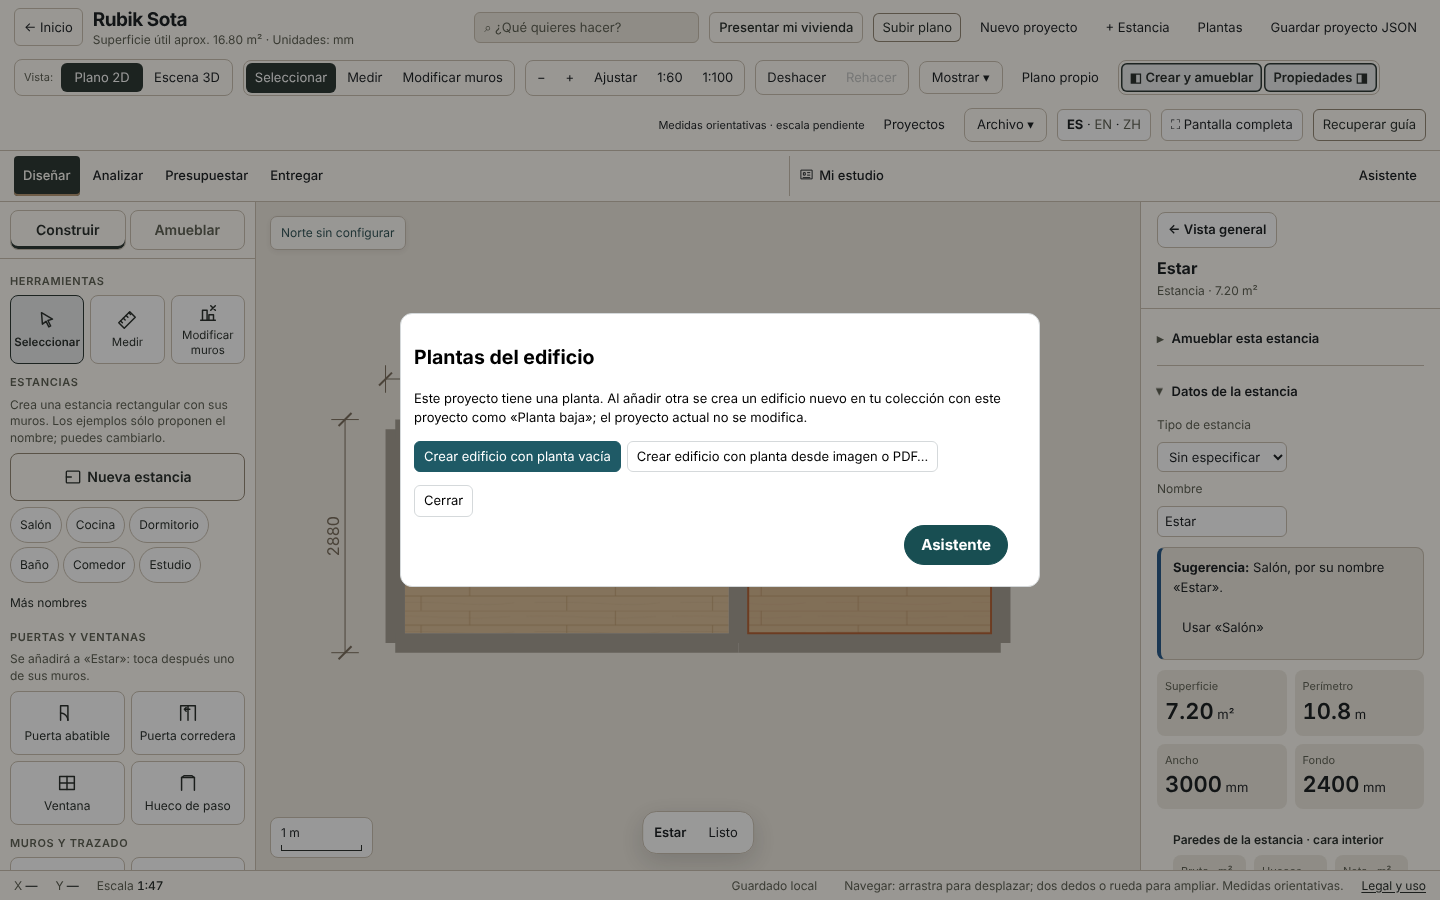 ← Inicio
Rubik Sota
Superficie útil aprox. 16.80 m² · Unidades: mm
¿Qué quieres hacer?
Presentar mi vivienda
Subir plano
Nuevo proyecto
+ Estancia
Plantas
Guardar proyecto JSON
Vista:
Plano 2D
Escena 3D
Seleccionar
Medir
Modificar muros
−
+
Ajustar
1:60
1:100
Deshacer
Rehacer
Mostrar ▾
Plano propio
Crear y amueblar
Propiedades
Medidas orientativas · escala pendiente
Proyectos
Archivo ▾
ES · EN · ZH
Pantalla completa
Recuperar guía
Diseñar
Analizar
Presupuestar
Entregar
Mi estudio
Asistente
Construir
Amueblar
HERRAMIENTAS
Seleccionar
Medir
Modificar
muros
ESTANCIAS
Crea una estancia rectangular con sus
muros. Los ejemplos sólo proponen el
nombre; puedes cambiarlo.
Nueva estancia
Salón
Cocina
Dormitorio
Baño
Comedor
Estudio
Más nombres
PUERTAS Y VENTANAS
Se añadirá a «Estar»: toca después uno
de sus muros.
Puerta abatible
Puerta corredera
Ventana
Hueco de paso
MUROS Y TRAZADO
Norte sin configurar
2880
Plantas del edificio
Este proyecto tiene una planta. Al añadir otra se crea un edificio nuevo en tu colección con este
proyecto como «Planta baja»; el proyecto actual no se modifica.
Crear edificio con planta vacía
Crear edificio con planta desde imagen o PDF…
Cerrar
Asistente
1 m
Estar
Listo
← Vista general
Estar
Estancia · 7.20 m²
▸ Amueblar esta estancia
▾ Datos de la estancia
Tipo de estancia
Sin especificar
Nombre
Estar
Sugerencia: Salón, por su nombre
«Estar».
Usar «Salón»
Superficie
7.20 m²
Perímetro
10.8 m
Ancho
3000 mm
Fondo
2400 mm
Paredes de la estancia · cara interior
X —
Y —
Escala 1:47
Guardado local
Navegar: arrastra para desplazar; dos dedos o rueda para ampliar. Medidas orientativas.
Legal y uso